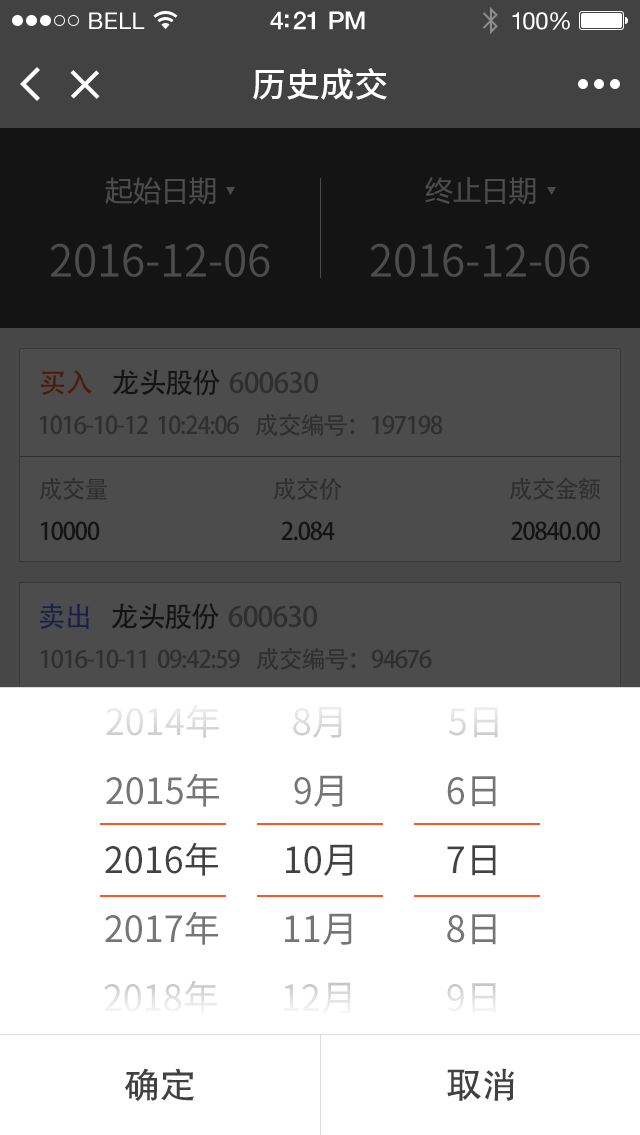 BELL 4:21 PM 100%
历史成交
起始日期 终止日期
2016-12-06 2016-12-06
买入 龙头股份 600630
1016-10-12 10:24:06 成交编号：197198
成交量 成交价 成交金额
10000 2.084 20840.00
卖出 龙头股份 600630
1016-10-11 09:42:59 成交编号：94676
2014年 8月 5日
2015年 9月 6日
2016年 10月 7日
2017年 11月 8日
2018年 12月 9日
确定 取消